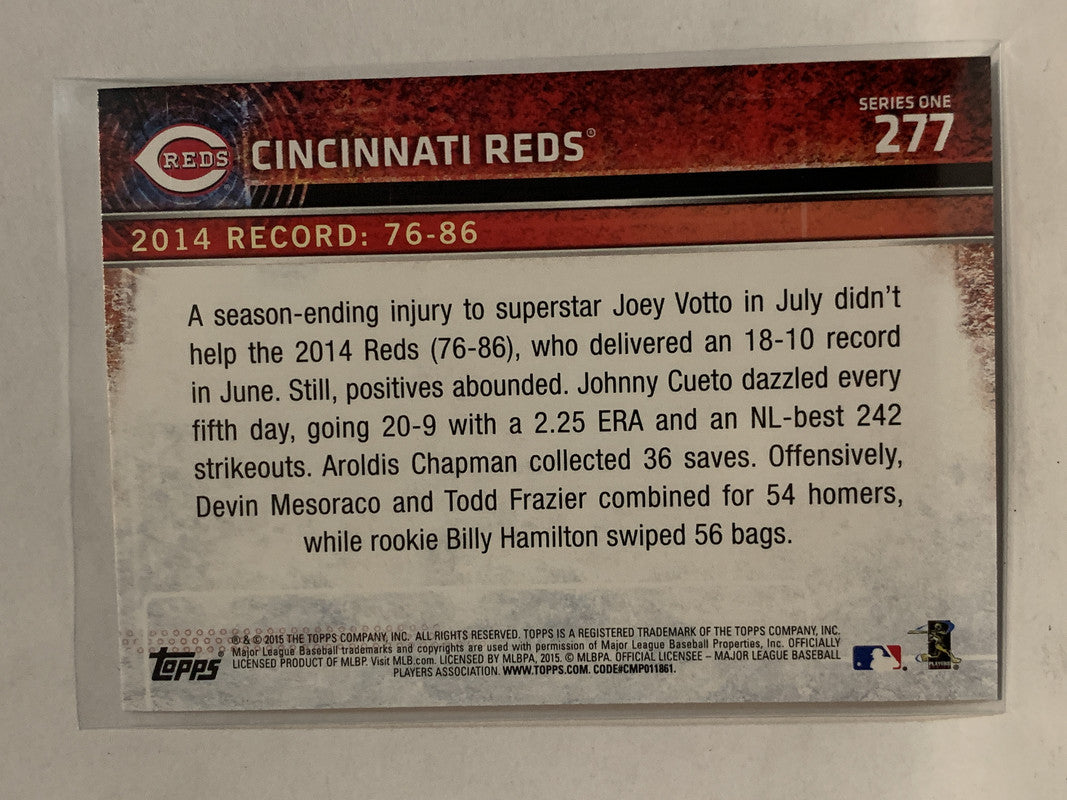 SERIES ONE
277
REDS
CINCINNATI REDS®
2014 RECORD: 76-86
A season-ending injury to superstar Joey Votto in July didn't
help the 2014 Reds (76-86), who delivered an 18-10 record
in June. Still, positives abounded. Johnny Cueto dazzled every
fifth day, going 20-9 with a 2.25 ERA and an NL-best 242
strikeouts. Aroldis Chapman collected 36 saves. Offensively,
Devin Mesoraco and Todd Frazier combined for 54 homers,
while rookie Billy Hamilton swiped 56 bags.
® & © 2015 THE TOPPS COMPANY, INC. ALL RIGHTS RESERVED. TOPPS IS A REGISTERED TRADEMARK OF THE TOPPS COMPANY, INC.
Major League Baseball trademarks and copyrights are used with permission of Major League Baseball Properties, Inc. OFFICIALLY
LICENSED PRODUCT OF MLBP. Visit MLB.com. LICENSED BY MLBPA, 2015. © MLBPA. OFFICIAL LICENSEE – MAJOR LEAGUE BASEBALL
PLAYERS ASSOCIATION. WWW.TOPPS.COM. CODE#CMP011861.
topps
PLAYERS